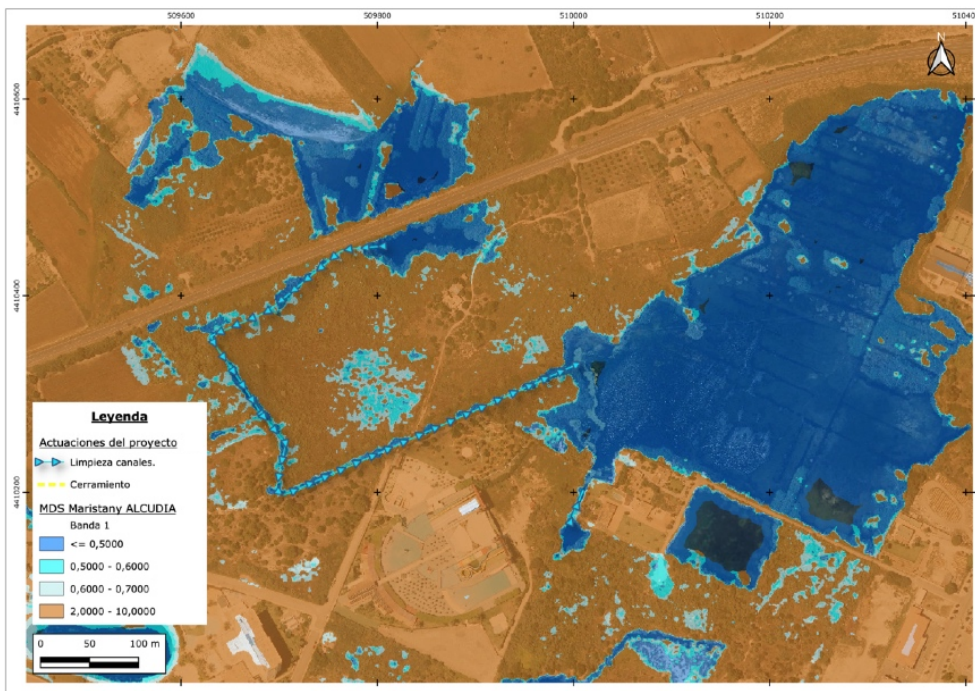 509600 509800 510000 510200 51040
N
4410600
4410400
4410200
Leyenda
Actuaciones del proyecto
Limpieza canales.
Cerramiento
MDS Maristany ALCUDIA
Banda 1
<= 0,5000
0,5000 - 0,6000
0,6000 - 0,7000
2,0000 - 10,0000
0 50 100 m